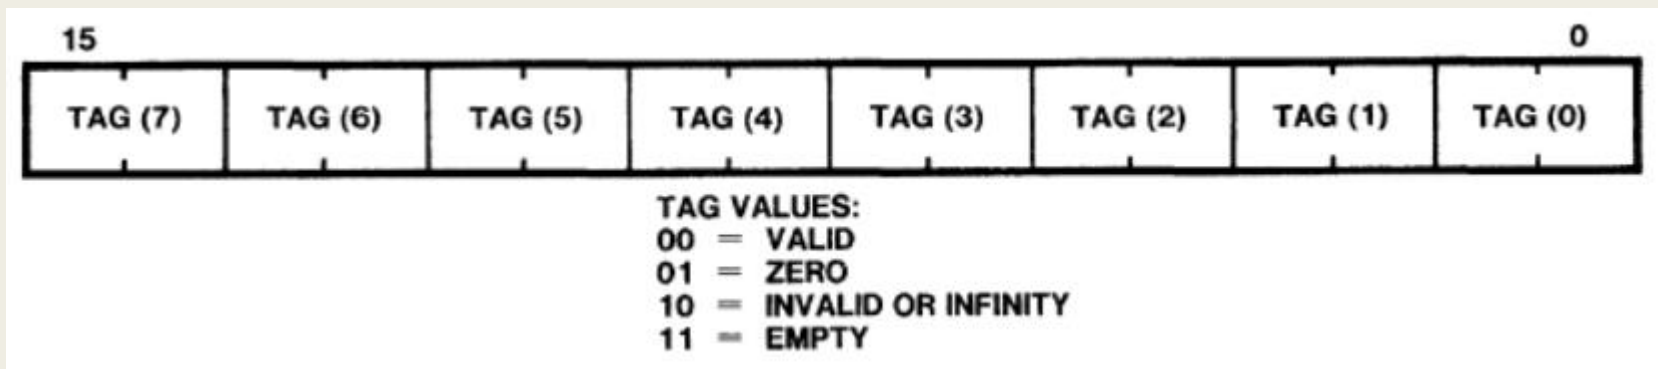 15 0
TAG (7) TAG (6) TAG (5) TAG (4) TAG (3) TAG (2) TAG (1) TAG (0)
TAG VALUES:
00 = VALID
01 = ZERO
10 = INVALID OR INFINITY
11 = EMPTY